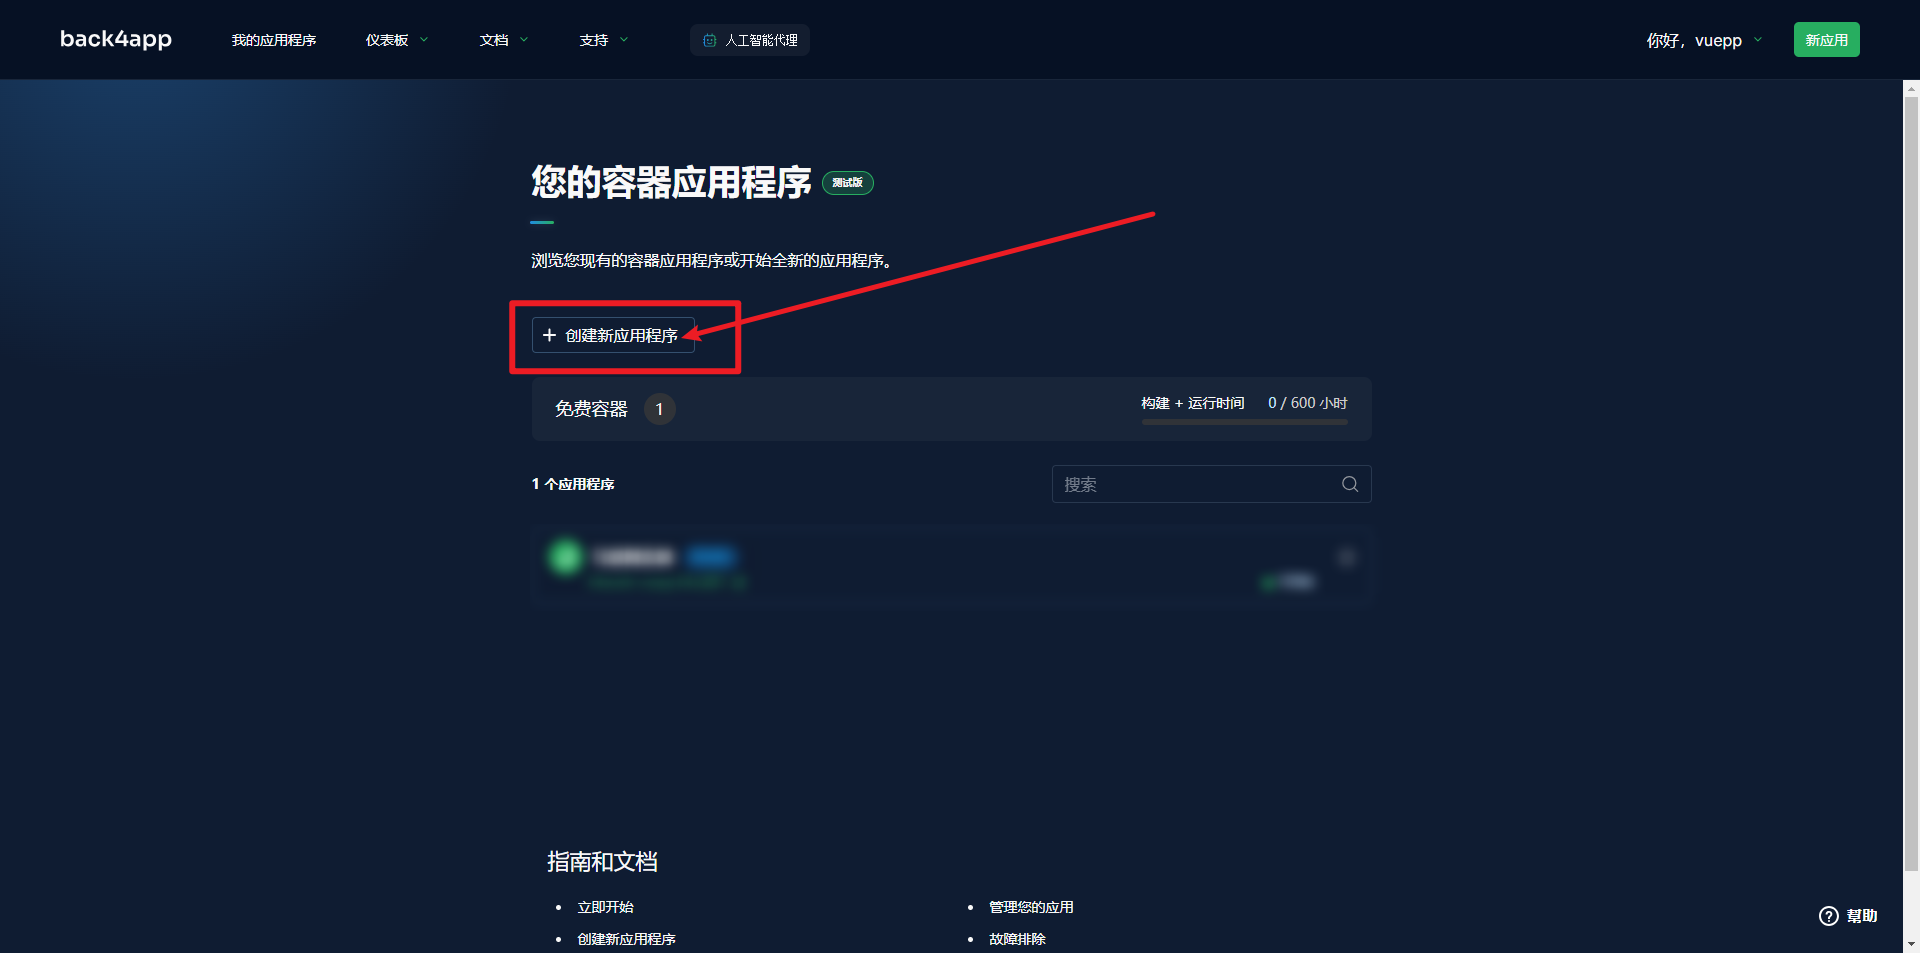 back4app
我的应用程序
仪表板
文档
支持
人工智能代理
你好，vuepp
新应用
您的容器应用程序
测试版
浏览您现有的容器应用程序或开始全新的应用程序。
+ 创建新应用程序
免费容器 1
构建 + 运行时间 0 / 600 小时
1 个应用程序
搜索
指南和文档
• 立即开始
• 管理您的应用
• 创建新应用程序
• 故障排除
? 帮助